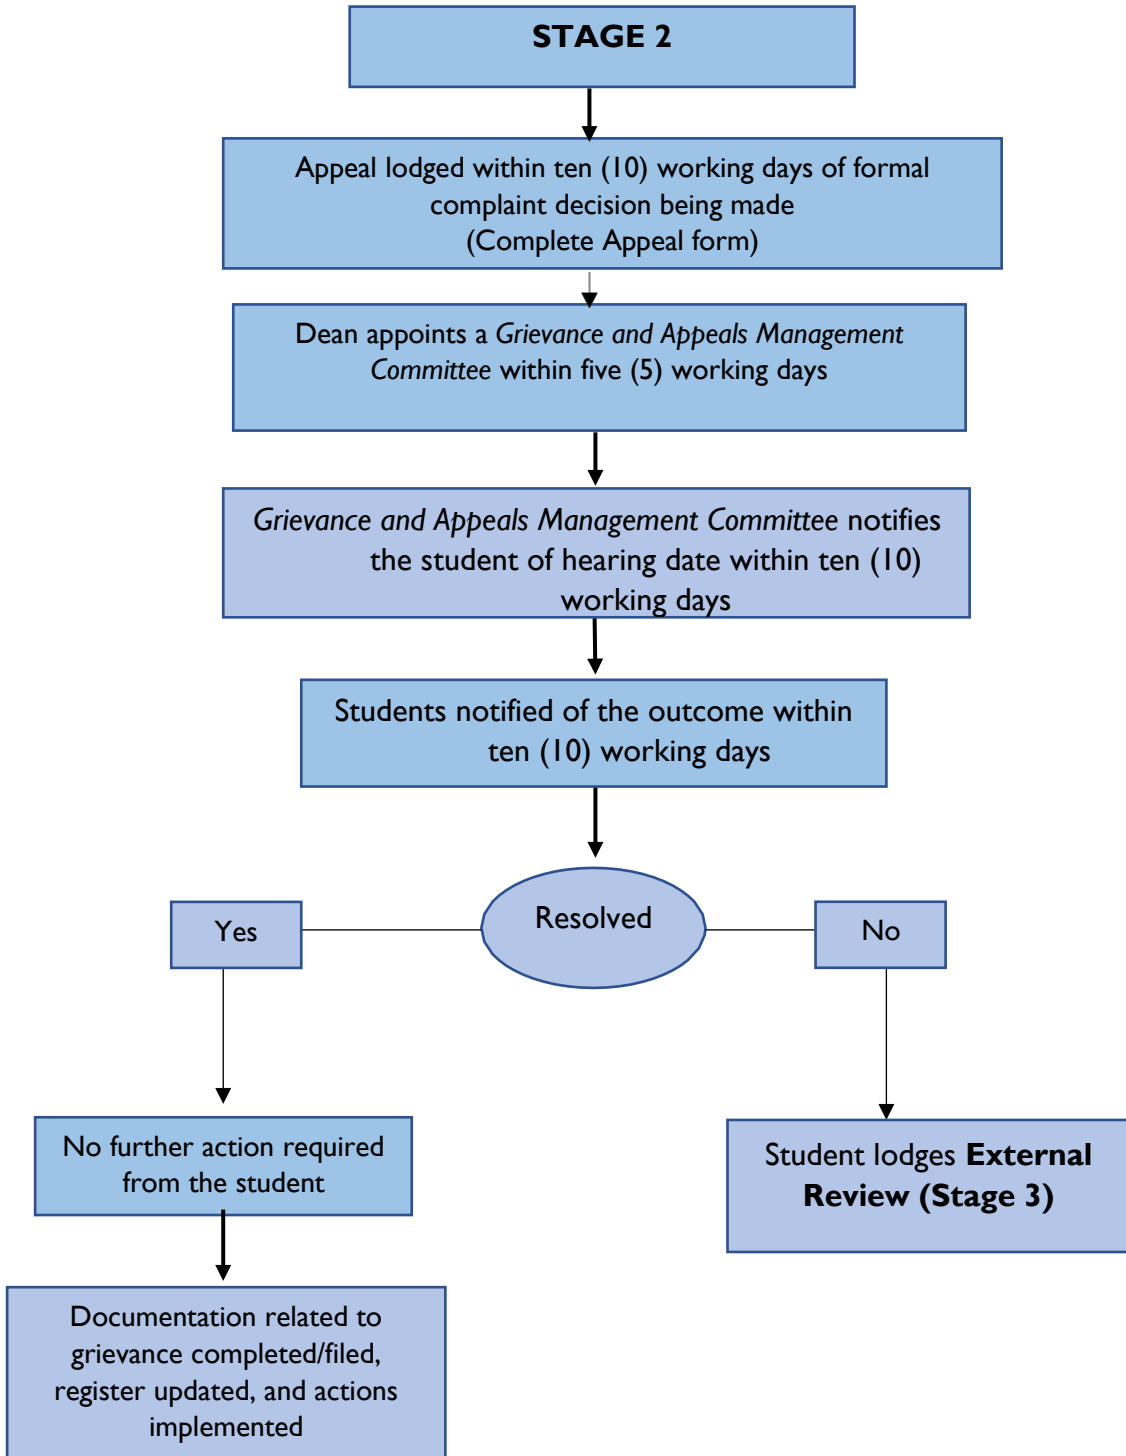 STAGE 2
Appeal lodged within ten (10) working days of formal
complaint decision being made
(Complete Appeal form)
Dean appoints a Grievance and Appeals Management
Committee within five (5) working days
Grievance and Appeals Management Committee notifies
the student of hearing date within ten (10)
working days
Students notified of the outcome within
ten (10) working days
Resolved
Yes
No
No further action required
from the student
Student lodges External
Review (Stage 3)
Documentation related to
grievance completed/filed,
register updated, and actions
implemented